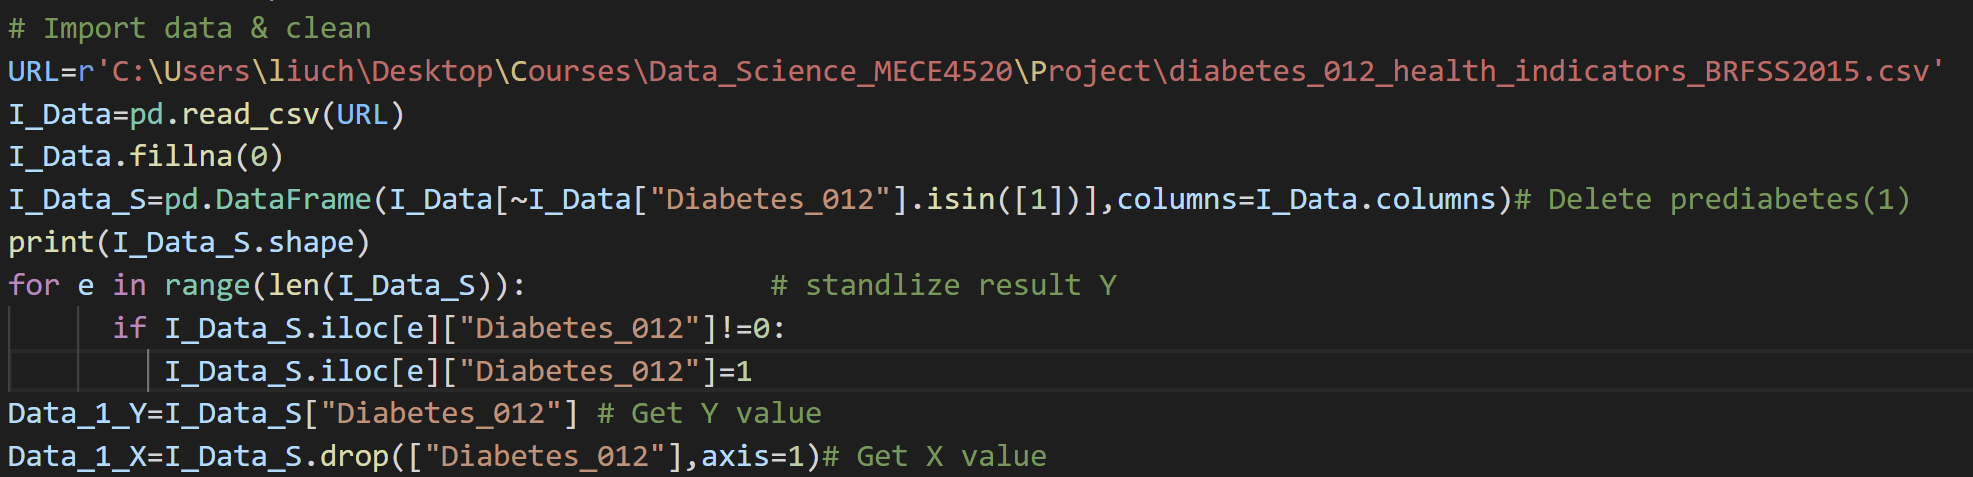 # Import data & clean
URL=r'C:\Users\liuch\Desktop\Courses\Data_Science_MECE4520\Project\diabetes_012_health_indicators_BRFSS2015.csv'
I_Data=pd.read_csv(URL)
I_Data.fillna(0)
I_Data_S=pd.DataFrame(I_Data[~I_Data["Diabetes_012"].isin([1])],columns=I_Data.columns)# Delete prediabetes(1)
print(I_Data_S.shape)
for e in range(len(I_Data_S)):              # standlize result Y
      if I_Data_S.iloc[e]["Diabetes_012"]!=0:
         I_Data_S.iloc[e]["Diabetes_012"]=1
Data_1_Y=I_Data_S["Diabetes_012"] # Get Y value
Data_1_X=I_Data_S.drop(["Diabetes_012"],axis=1)# Get X value